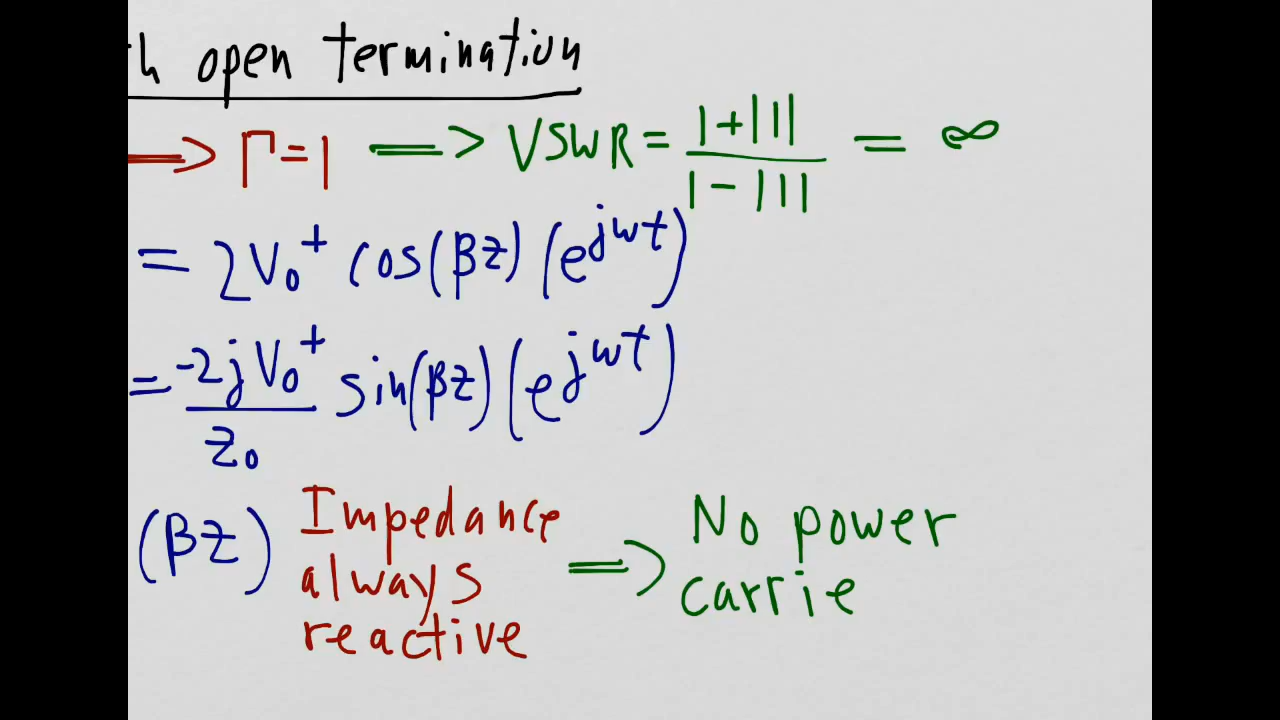 th open termination
⟹ Γ = 1 ⟹ VSWR = (1+|1|)/(1-|1|) = ∞
= 2V₀⁺ cos(βz) (e^{jωt})
= (-2jV₀⁺)/(z₀) sin(βz) (e^{jωt})
(βz) Impedance always reactive ⟹ No power carrie